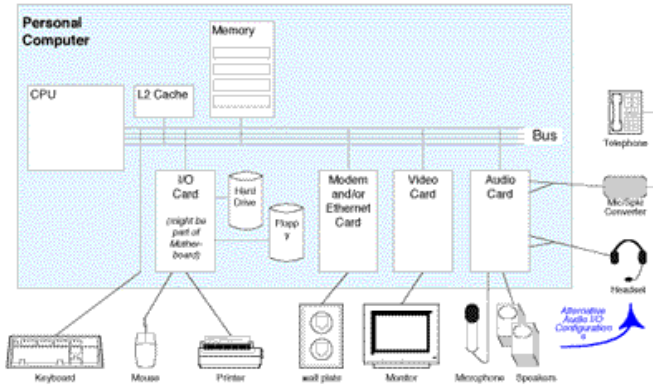 Personal
Computer
Memory
CPU
L2 Cache
Bus
Telephone
I/O
Card
(might be
part of
Mother-
board)
Hard
Drive
Flopp
y
Modem
and/or
Ethernet
Card
Video
Card
Audio
Card
Mic/Spkr
Converter
Headset
Alternative
Audio I/O
Configuration
s
Keyboard
Mouse
Printer
wall plate
Monitor
Microphone
Speakers